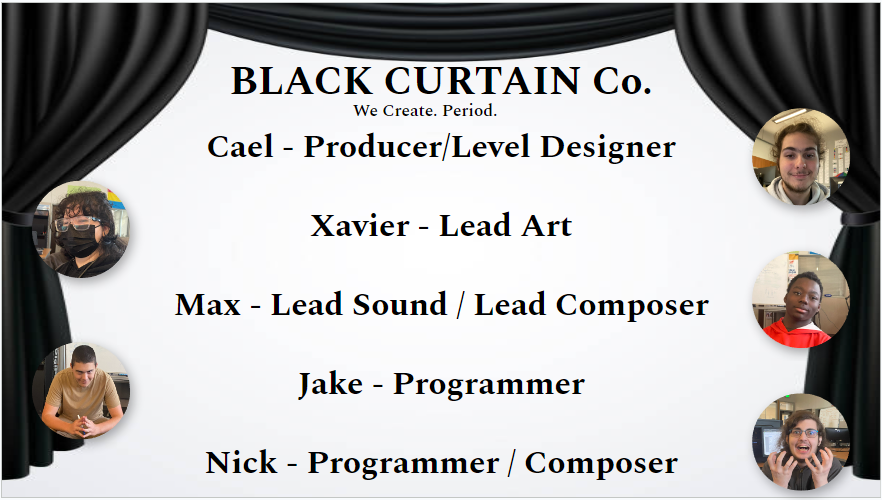 BLACK CURTAIN Co.
We Create. Period.
Cael - Producer/Level Designer
Xavier - Lead Art
Max - Lead Sound / Lead Composer
Jake - Programmer
Nick - Programmer / Composer